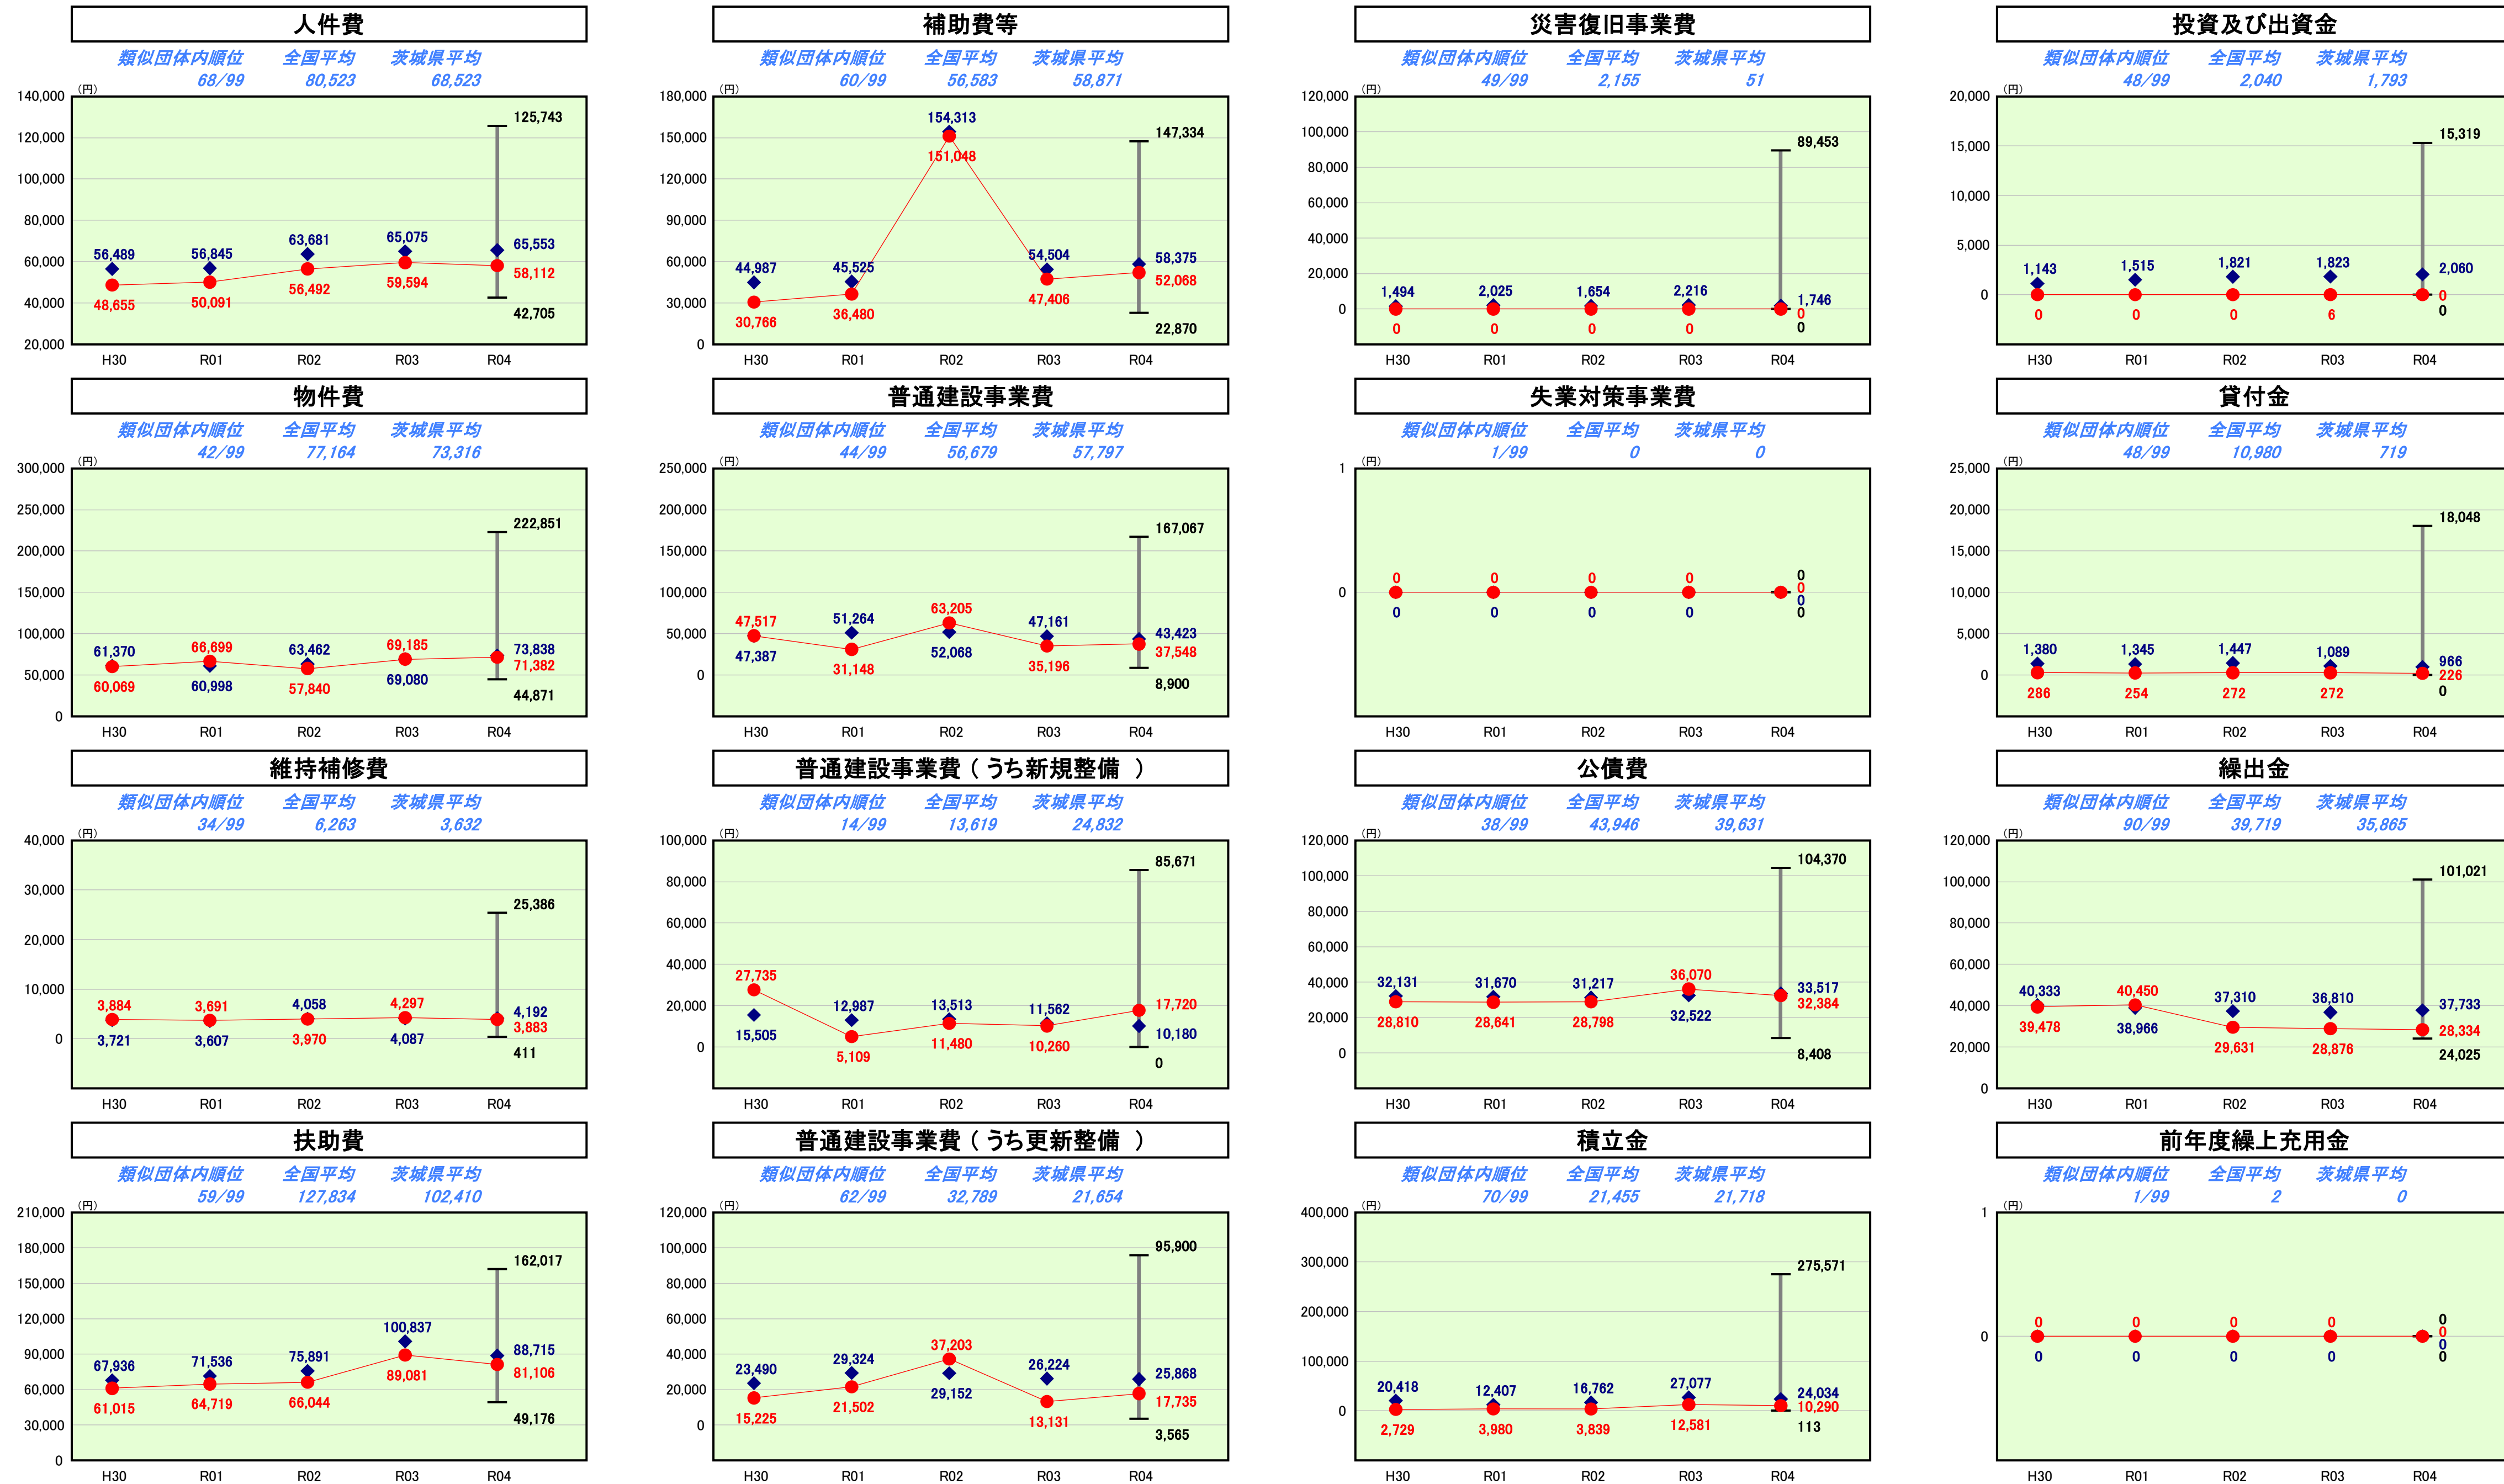 人件費
類似団体内順位 全国平均 茨城県平均
68/99 80,523 68,523
(円)
140,000
120,000
100,000
80,000
60,000
40,000
20,000
125,743
56,489 56,845 63,681 65,075 65,553
48,655 50,091 56,492 59,594 58,112
42,705
H30 R01 R02 R03 R04
補助費等
類似団体内順位 全国平均 茨城県平均
60/99 56,583 58,871
(円)
180,000
150,000
120,000
90,000
60,000
30,000
0
147,334
44,987 45,525 154,313 54,504 58,375
30,766 36,480 151,048 47,406 52,068
22,870
H30 R01 R02 R03 R04
災害復旧事業費
類似団体内順位 全国平均 茨城県平均
49/99 2,155 51
(円)
120,000
100,000
80,000
60,000
40,000
20,000
0
89,453
1,494 2,025 1,654 2,216 1,746
0 0 0 0 0
0
H30 R01 R02 R03 R04
投資及び出資金
類似団体内順位 全国平均 茨城県平均
48/99 2,040 1,793
(円)
20,000
15,000
10,000
5,000
0
15,319
1,143 1,515 1,821 1,823 2,060
0 0 0 6 0
0
H30 R01 R02 R03 R04
物件費
類似団体内順位 全国平均 茨城県平均
42/99 77,164 73,316
(円)
300,000
250,000
200,000
150,000
100,000
50,000
0
222,851
61,370 66,699 63,462 69,185 73,838
60,069 60,998 57,840 69,080 71,382
44,871
H30 R01 R02 R03 R04
普通建設事業費
類似団体内順位 全国平均 茨城県平均
44/99 56,679 57,797
(円)
250,000
200,000
150,000
100,000
50,000
0
167,067
47,517 51,264 63,205 47,161 43,423
47,387 31,148 52,068 35,196 37,548
8,900
H30 R01 R02 R03 R04
失業対策事業費
類似団体内順位 全国平均 茨城県平均
1/99 0 0
(円)
1
0
0 0 0 0 0
0
0 0 0 0 0
0
H30 R01 R02 R03 R04
貸付金
類似団体内順位 全国平均 茨城県平均
48/99 10,980 719
(円)
25,000
20,000
15,000
10,000
5,000
0
18,048
1,380 1,345 1,447 1,089 966
286 254 272 272 226
0
H30 R01 R02 R03 R04
維持補修費
類似団体内順位 全国平均 茨城県平均
34/99 6,263 3,632
(円)
40,000
30,000
20,000
10,000
0
25,386
3,884 3,691 4,058 4,297 4,192
3,721 3,607 3,970 4,087 3,883
411
H30 R01 R02 R03 R04
普通建設事業費(うち新規整備 )
類似団体内順位 全国平均 茨城県平均
14/99 13,619 24,832
(円)
100,000
80,000
60,000
40,000
20,000
0
85,671
27,735 12,987 13,513 11,562 17,720
15,505 5,109 11,480 10,260 10,180
0
H30 R01 R02 R03 R04
公債費
類似団体内順位 全国平均 茨城県平均
38/99 43,946 39,631
(円)
120,000
100,000
80,000
60,000
40,000
20,000
0
104,370
32,131 31,670 31,217 36,070 33,517
28,810 28,641 28,798 32,522 32,384
8,408
H30 R01 R02 R03 R04
繰出金
類似団体内順位 全国平均 茨城県平均
90/99 39,719 35,865
(円)
120,000
100,000
80,000
60,000
40,000
20,000
0
101,021
40,333 40,450 37,310 36,810 37,733
39,478 38,966 29,631 28,876 28,334
24,025
H30 R01 R02 R03 R04
扶助費
類似団体内順位 全国平均 茨城県平均
59/99 127,834 102,410
(円)
210,000
180,000
150,000
120,000
90,000
60,000
30,000
0
162,017
67,936 71,536 75,891 100,837 88,715
61,015 64,719 66,044 89,081 81,106
49,176
H30 R01 R02 R03 R04
普通建設事業費(うち更新整備 )
類似団体内順位 全国平均 茨城県平均
62/99 32,789 21,654
(円)
120,000
100,000
80,000
60,000
40,000
20,000
0
95,900
23,490 29,324 37,203 26,224 25,868
15,225 21,502 29,152 13,131 17,735
3,565
H30 R01 R02 R03 R04
積立金
類似団体内順位 全国平均 茨城県平均
70/99 21,455 21,718
(円)
400,000
300,000
200,000
100,000
0
275,571
20,418 12,407 16,762 27,077 24,034
2,729 3,980 3,839 12,581 10,290
113
H30 R01 R02 R03 R04
前年度繰上充用金
類似団体内順位 全国平均 茨城県平均
1/99 2 0
(円)
1
0
0 0 0 0 0
0
0 0 0 0 0
0
H30 R01 R02 R03 R04